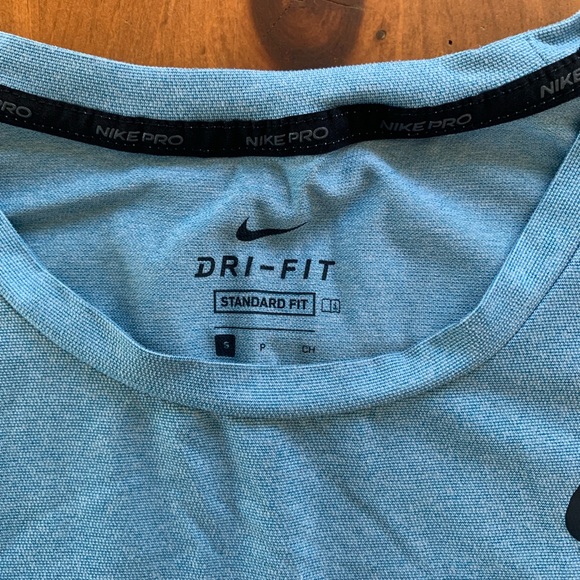 NIKE PRO NIKE PRO NIKE PRO NIKE PRO NIKE PRO
DRI-FIT
STANDARD FIT
S P CH